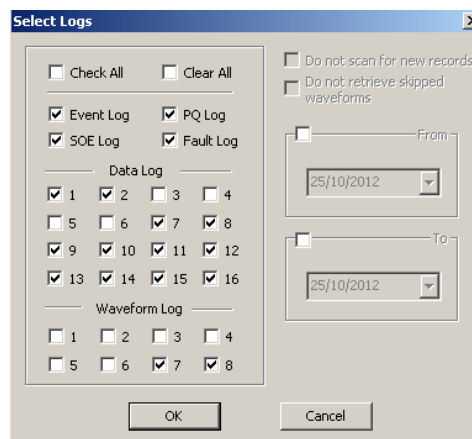 Select Logs
Check All Clear All
Event Log PQ Log
SOE Log Fault Log
Data Log
1 2 3 4
5 6 7 8
9 10 11 12
13 14 15 16
Waveform Log
1 2 3 4
5 6 7 8
Do not scan for new records
Do not retrieve skipped
waveforms
From
25/10/2012
To
25/10/2012
OK Cancel